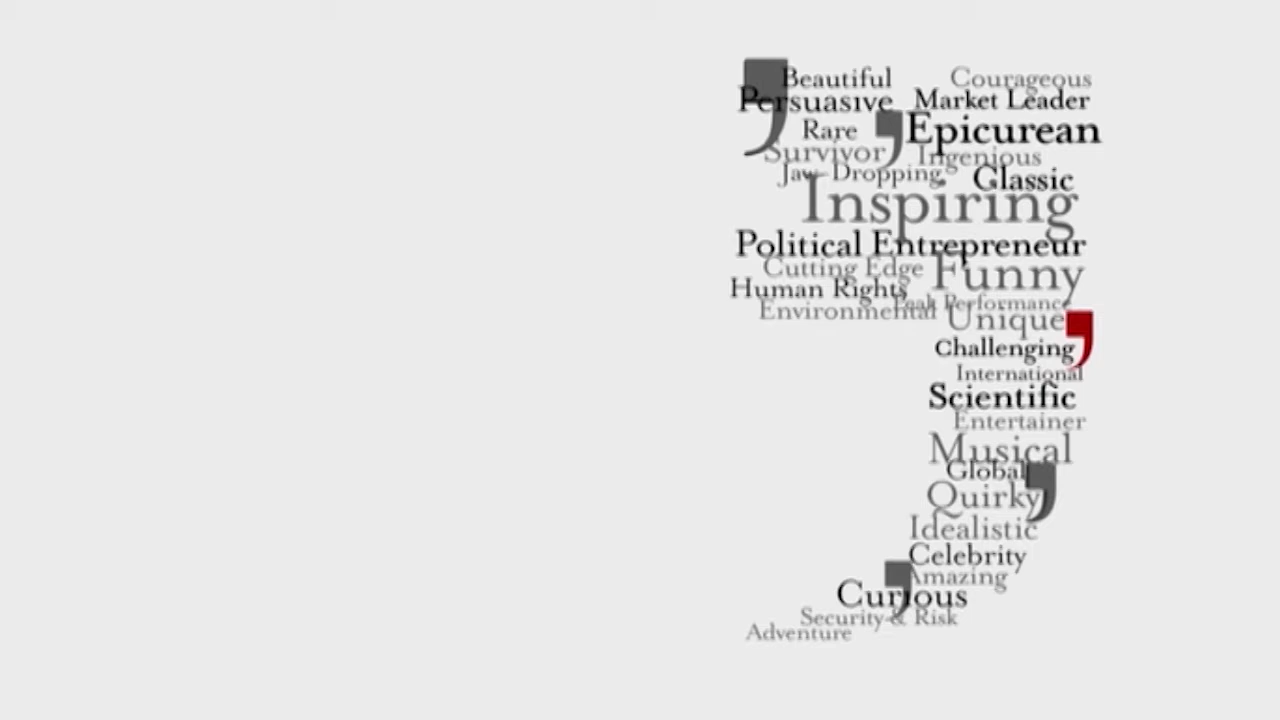 Beautiful
Courageous
Persuasive
Market Leader
Rare
Epicurean
Survivor
Ingenious
Jaw-Dropping
Classic
Inspiring
Political Entrepreneur
Cutting Edge
Funny
Human Rights
Peak Performance
Environmental
Unique
Challenging
International
Scientific
Entertainer
Musical
Global
Quirky
Idealistic
Celebrity
Amazing
Curious
Security & Risk
Adventure